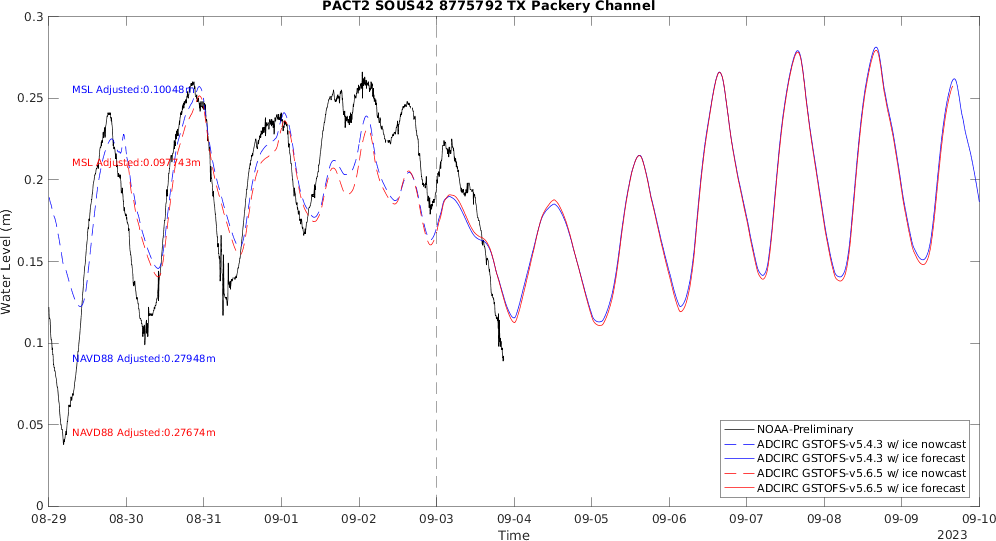 PACT2 SOUS42 8775792 TX Packery Channel
Water Level (m)
0.3
0.25
0.2
0.15
0.1
0.05
0
MSL Adjusted:0.10048m
MSL Adjusted:0.097743m
NAVD88 Adjusted:0.27948m
NAVD88 Adjusted:0.27674m
NOAA-Preliminary
ADCIRC GSTOFS-v5.4.3 w/ ice nowcast
ADCIRC GSTOFS-v5.4.3 w/ ice forecast
ADCIRC GSTOFS-v5.6.5 w/ ice nowcast
ADCIRC GSTOFS-v5.6.5 w/ ice forecast
08-29 08-30 08-31 09-01 09-02 09-03 09-04 09-05 09-06 09-07 09-08 09-09 09-10
Time
2023